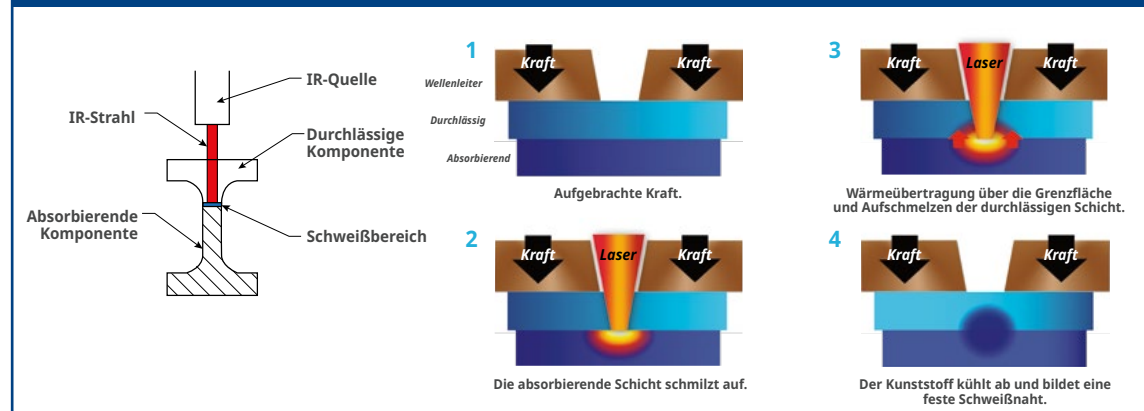 IR-Quelle
IR-Strahl
Durchlässige
Komponente
Absorbierende
Komponente
Schweißbereich
1
Kraft
Kraft
Wellenleiter
Durchlässig
Absorbierend
Aufgebrachte Kraft.
2
Kraft
Laser
Kraft
Die absorbierende Schicht schmilzt auf.
3
Kraft
Laser
Kraft
Wärmeübertragung über die Grenzfläche
und Aufschmelzen der durchlässigen Schicht.
4
Kraft
Kraft
Der Kunststoff kühlt ab und bildet eine
feste Schweißnaht.